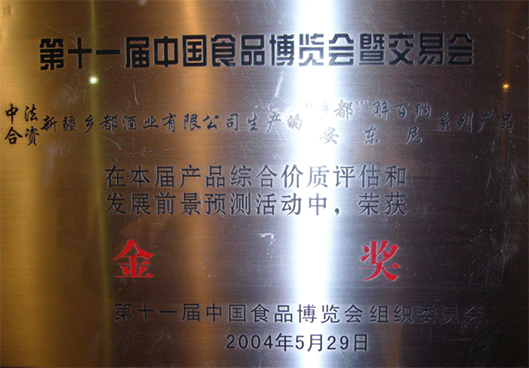 第十一届中国食品博览会暨交易会
中法合资新疆乡都酒业有限公司生产的"乡都"解百纳 安东尼 系列产品
在本届产品综合价质评估和
发展前景预测活动中，荣获
金奖
第十一届中国食品博览会组织委员会
2004年5月29日